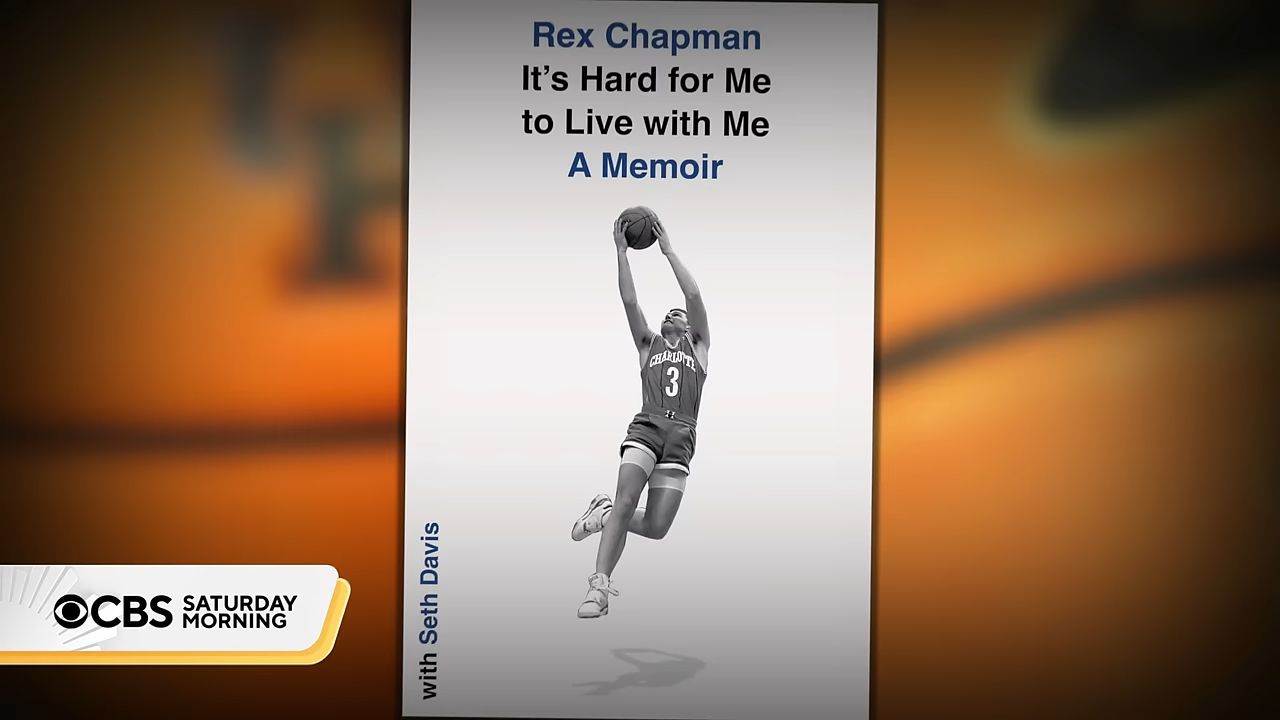 Rex Chapman
It's Hard for Me
to Live with Me
A Memoir
CHARLOTTE
3
with Seth Davis
CBS SATURDAY
MORNING